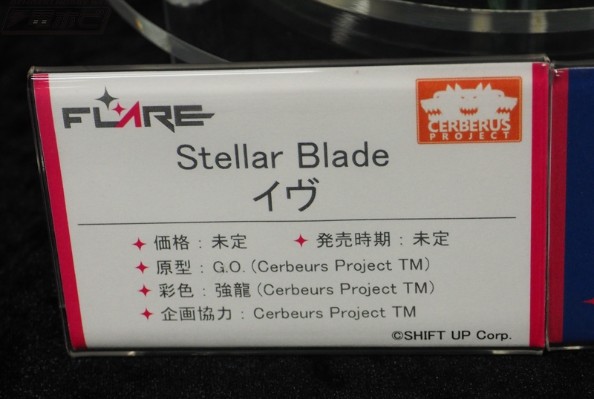 FLARE
CERBERUS
PROJECT
Stellar Blade
イヴ
価格：未定 発売時期：未定
原型：G.O.(Cerbeurs Project TM)
彩色：強龍(Cerbeurs Project TM)
企画協力：Cerbeurs Project TM
©SHIFT UP Corp.